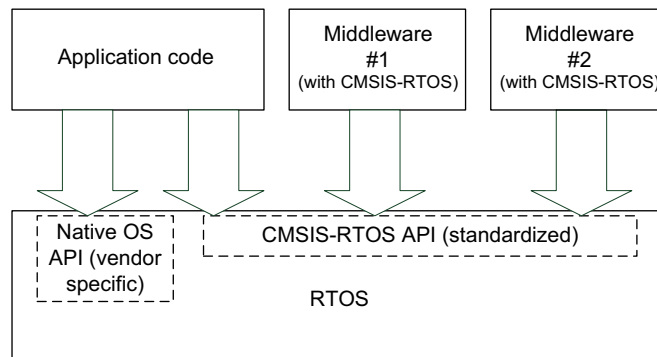 Application code
Middleware
#1
(with CMSIS-RTOS)
Middleware
#2
(with CMSIS-RTOS)
Native OS
API (vendor
specific)
CMSIS-RTOS API (standardized)
RTOS